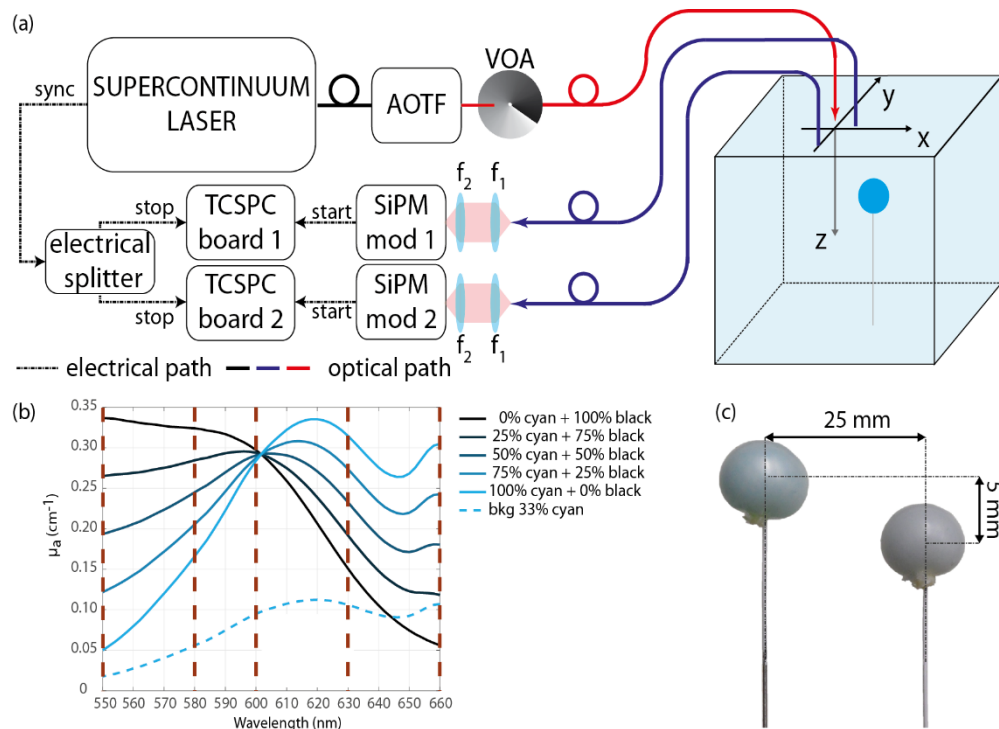 (a)
VOA
sync
SUPERCONTINUUM
LASER
AOTF
y
x
z
f2 f1
stop
TCSPC
board 1
start
SiPM
mod 1
electrical
splitter
TCSPC
board 2
start
SiPM
mod 2
stop
f2 f1
electrical path
optical path
(b)
0.35
0.30
0.25
0.20
0.15
0.10
0.05
0
μa (cm-1)
550 560 570 580 590 600 610 620 630 640 650 660
Wavelength (nm)
0% cyan + 100% black
25% cyan + 75% black
50% cyan + 50% black
75% cyan + 25% black
100% cyan + 0% black
bkg 33% cyan
(c)
25 mm
5 mm